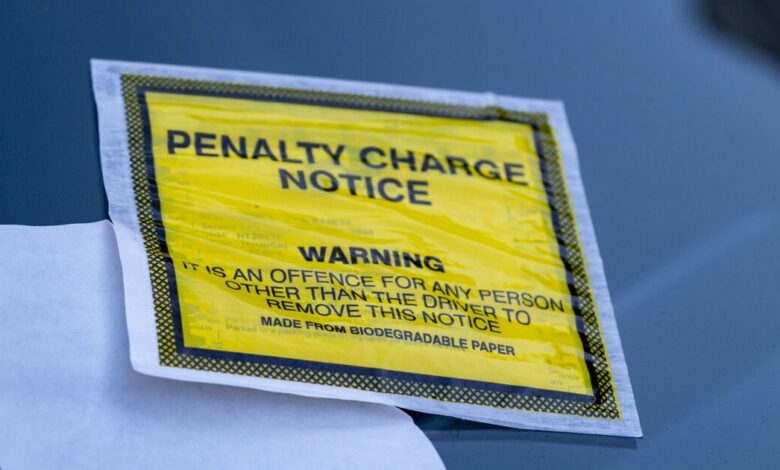 PENALTY CHARGE
NOTICE
WARNING
IT IS AN OFFENCE FOR ANY PERSON
OTHER THAN THE DRIVER TO
REMOVE THIS NOTICE
MADE FROM BIODEGRADABLE PAPER